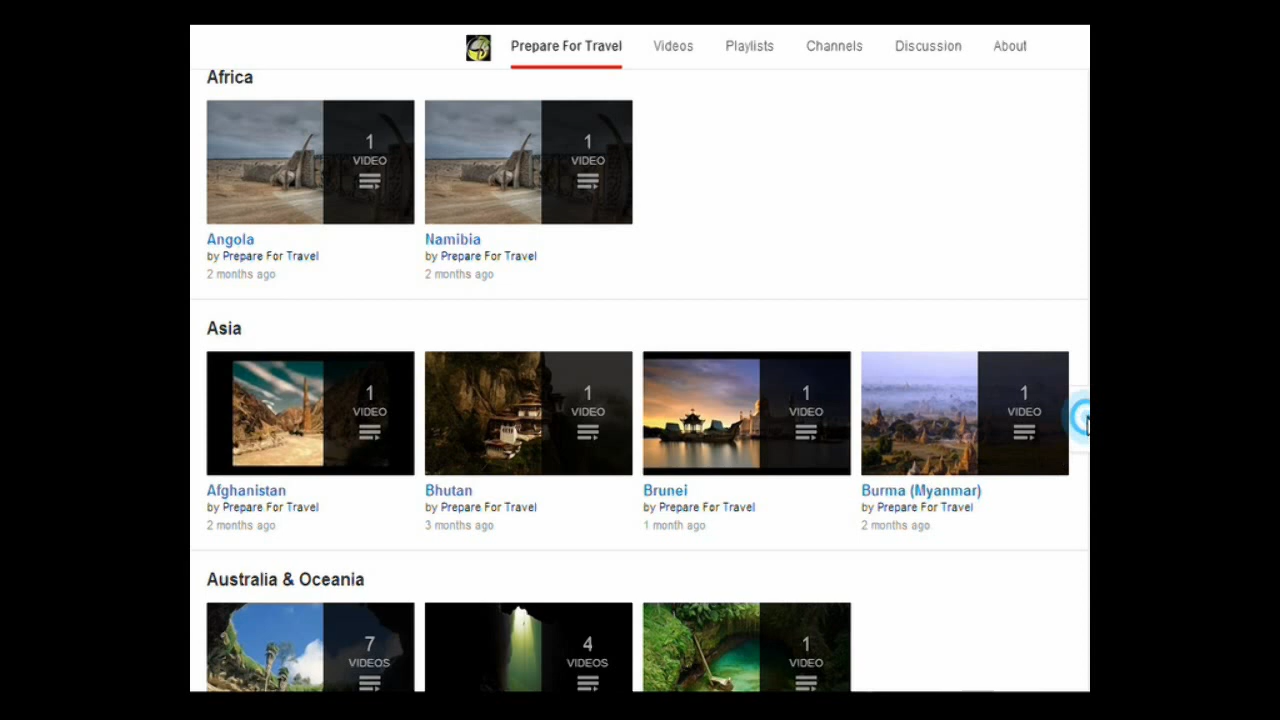 Prepare For Travel Videos Playlists Channels Discussion About
Africa
1 VIDEO
1 VIDEO
Angola
by Prepare For Travel
2 months ago
Namibia
by Prepare For Travel
2 months ago
Asia
1 VIDEO
1 VIDEO
1 VIDEO
1 VIDEO
Afghanistan
by Prepare For Travel
2 months ago
Bhutan
by Prepare For Travel
3 months ago
Brunei
by Prepare For Travel
1 month ago
Burma (Myanmar)
by Prepare For Travel
2 months ago
Australia & Oceania
7 VIDEOS
4 VIDEOS
1 VIDEO